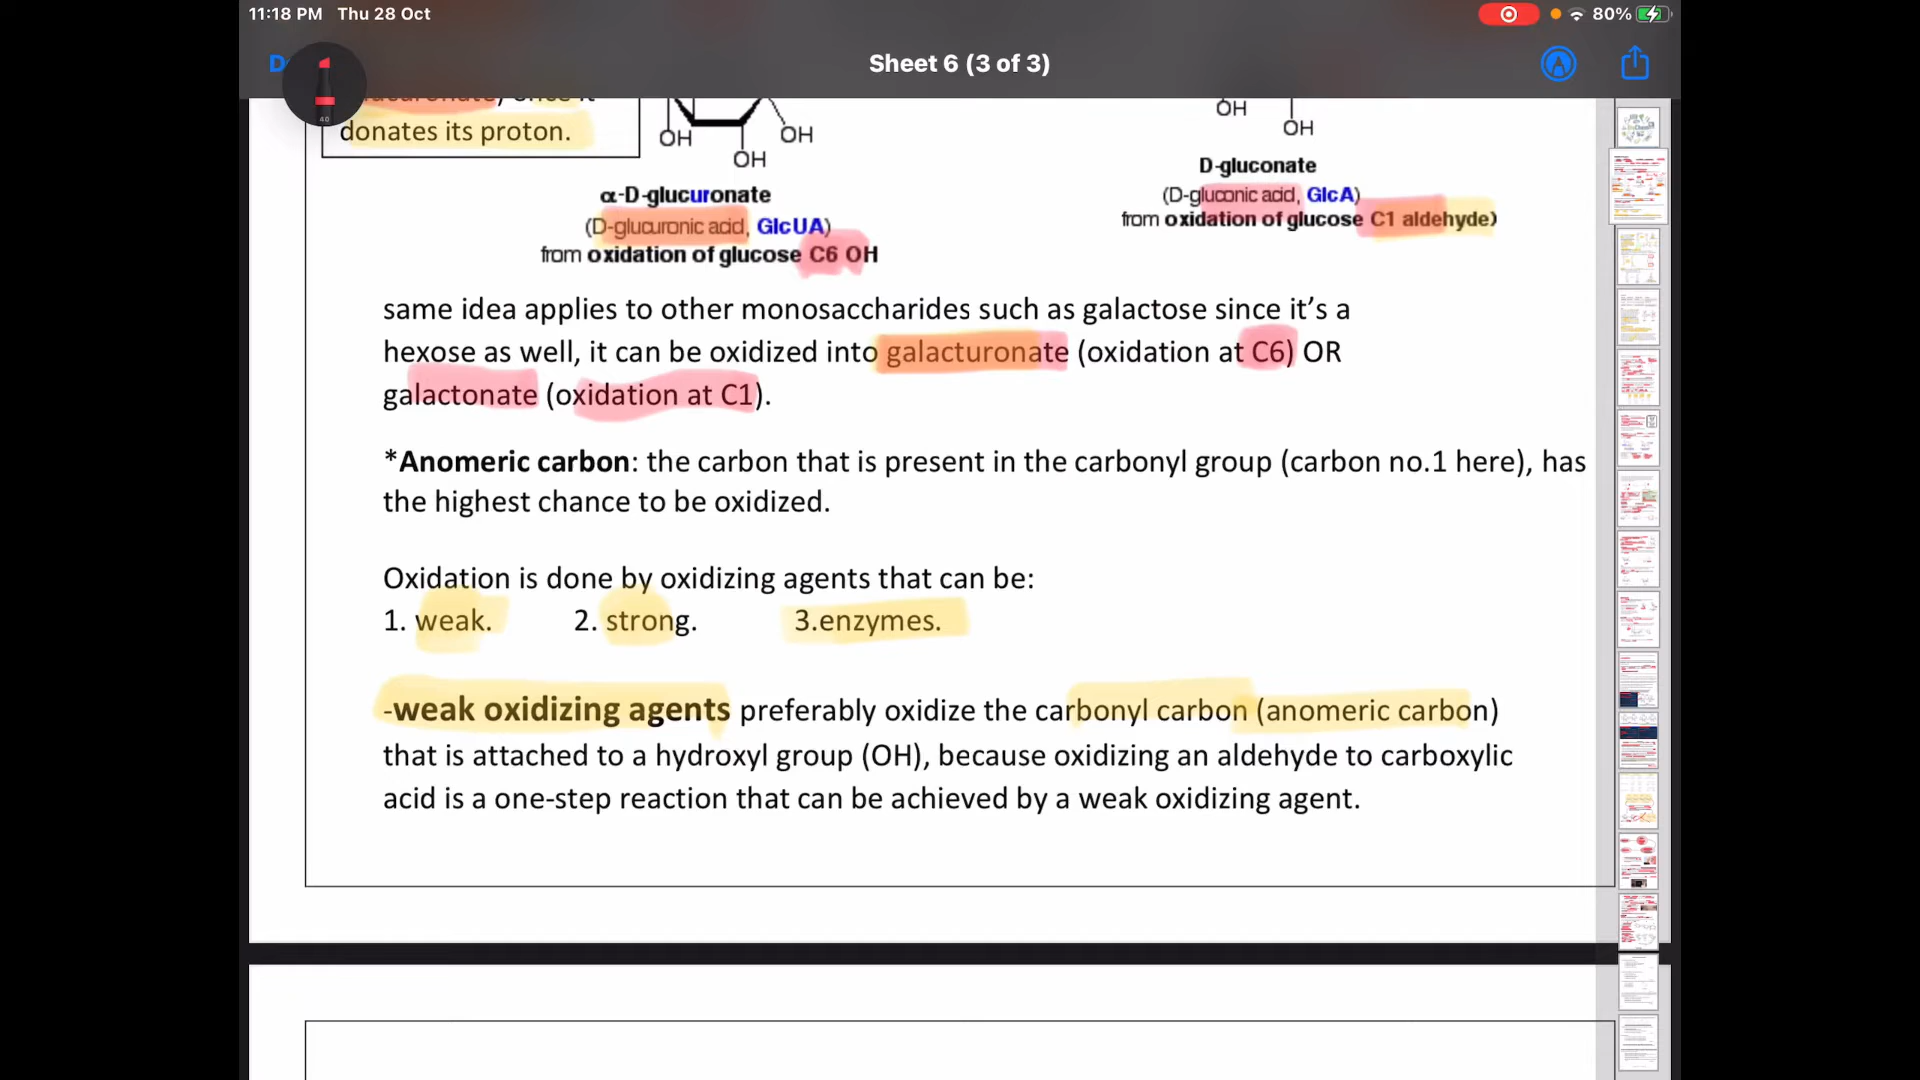 11:18 PM Thu 28 Oct
80%
Sheet 6 (3 of 3)
40
donates its proton.
OH
OH
OH
OH
OH
α-D-glucuronate
(D-glucuronic acid, GlcUA)
from oxidation of glucose C6 OH
D-gluconate
(D-gluconic acid, GlcA)
from oxidation of glucose C1 aldehyde)
same idea applies to other monosaccharides such as galactose since it’s a
hexose as well, it can be oxidized into galacturonate (oxidation at C6) OR
galactonate (oxidation at C1).
*Anomeric carbon: the carbon that is present in the carbonyl group (carbon no.1 here), has
the highest chance to be oxidized.
Oxidation is done by oxidizing agents that can be:
1. weak. 2. strong. 3.enzymes.
-weak oxidizing agents preferably oxidize the carbonyl carbon (anomeric carbon)
that is attached to a hydroxyl group (OH), because oxidizing an aldehyde to carboxylic
acid is a one-step reaction that can be achieved by a weak oxidizing agent.